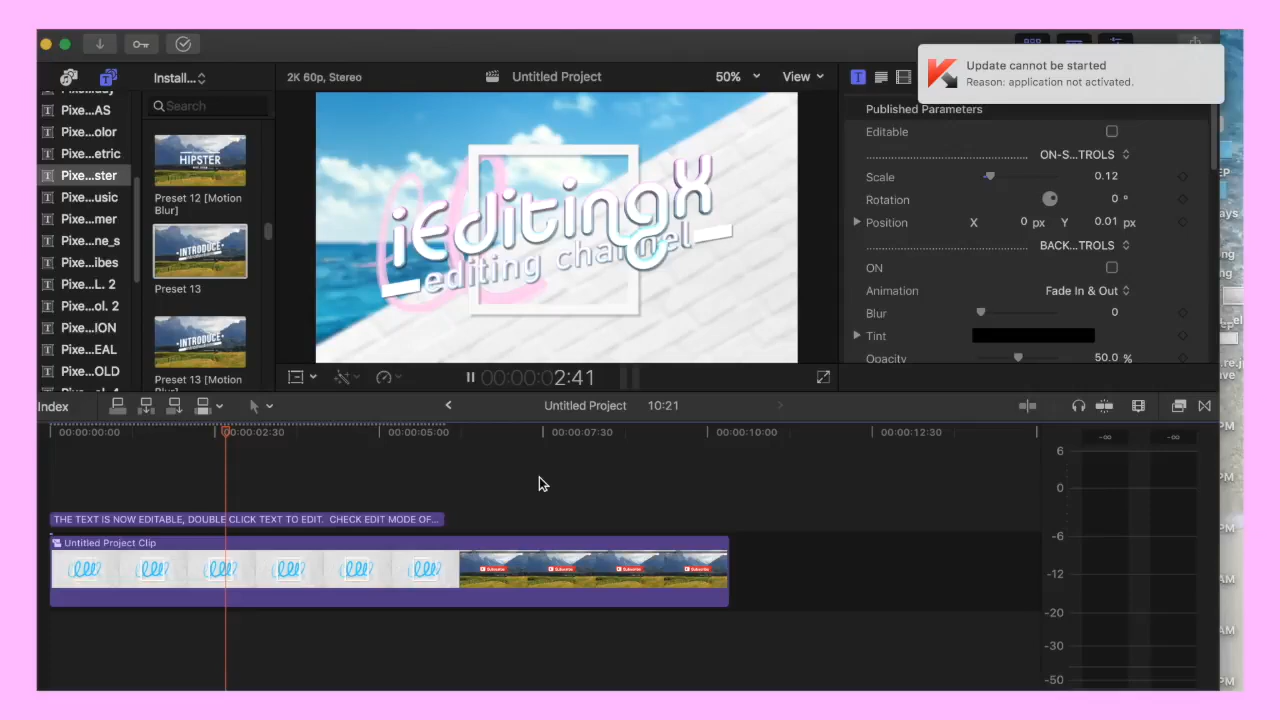 Update cannot be started
Reason: application not activated.
Install...
2K 60p, Stereo
Untitled Project
50%
View
Search
Pixe...AS
Pixe...olor
Pixe...etric
Pixe...ster
Pixe...usic
Pixe...mer
Pixe...ne_s
Pixe...ibes
Pixe...L. 2
Pixe...ol. 2
Pixe...ION
Pixe...EAL
Pixe...OLD
HIPSTER
Preset 12 [Motion
Blur]
INTRODUCE
Preset 13
INTRODUCE
Preset 13 [Motion
iEditingX
editing channel
Published Parameters
Editable
ON-S...TROLS
Scale
0.12
Rotation
0 °
Position X 0 px Y 0.01 px
BACK...TROLS
ON
Animation
Fade In & Out
Blur
0
Tint
Opacity
50.0 %
00:00:02:41
Index
Untitled Project
10:21
00:00:00:00
00:00:02:30
00:00:05:00
00:00:07:30
00:00:10:00
00:00:12:30
THE TEXT IS NOW EDITABLE, DOUBLE CLICK TEXT TO EDIT. CHECK EDIT MODE OF...
Untitled Project Clip
Subscribe
Subscribe
Subscribe
Subscribe
-∞ -∞
6
0
-6
-12
-20
-30
-50